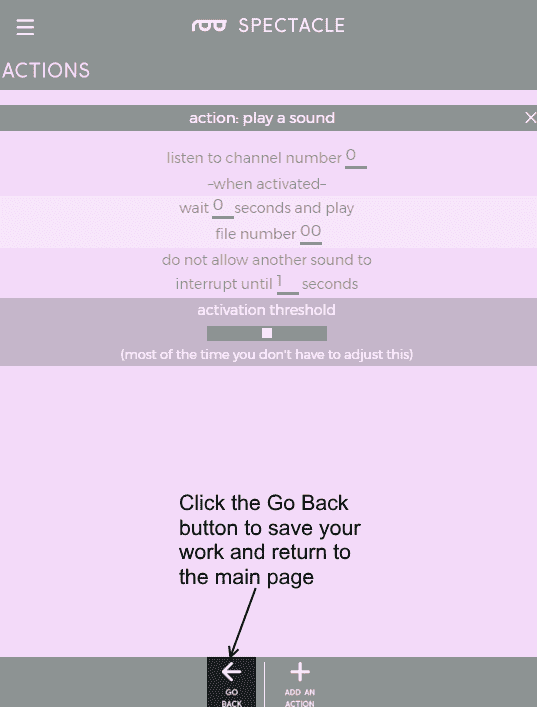 SPECTACLE
ACTIONS
action: play a sound
listen to channel number 0
-when activated-
wait 0 seconds and play
file number 00
do not allow another sound to
interrupt until 1 seconds
activation threshold
(most of the time you don't have to adjust this)
Click the Go Back
button to save your
work and return to
the main page
GO
BACK
ADD AN
ACTION